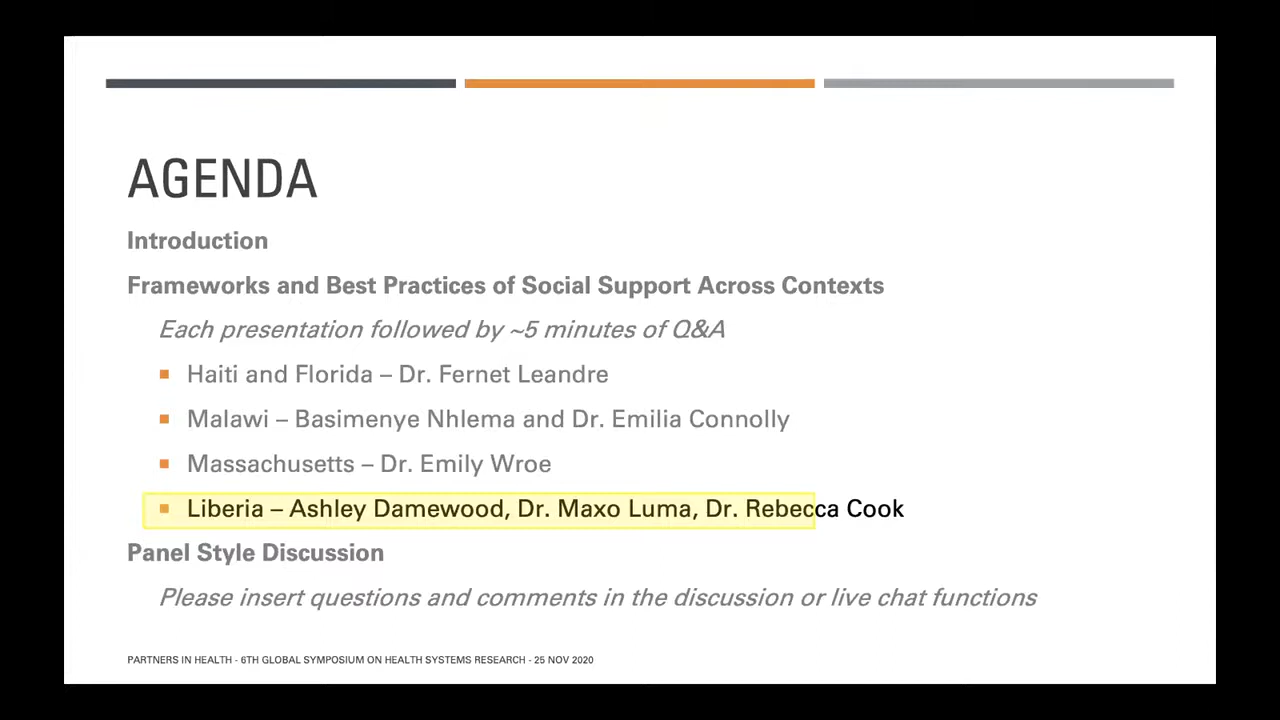 AGENDA
Introduction
Frameworks and Best Practices of Social Support Across Contexts
Each presentation followed by ~5 minutes of Q&A
▪ Haiti and Florida – Dr. Fernet Leandre
▪ Malawi – Basimenye Nhlema and Dr. Emilia Connolly
▪ Massachusetts – Dr. Emily Wroe
▪ Liberia – Ashley Damewood, Dr. Maxo Luma, Dr. Rebecca Cook
Panel Style Discussion
Please insert questions and comments in the discussion or live chat functions
PARTNERS IN HEALTH - 6TH GLOBAL SYMPOSIUM ON HEALTH SYSTEMS RESEARCH - 25 NOV 2020